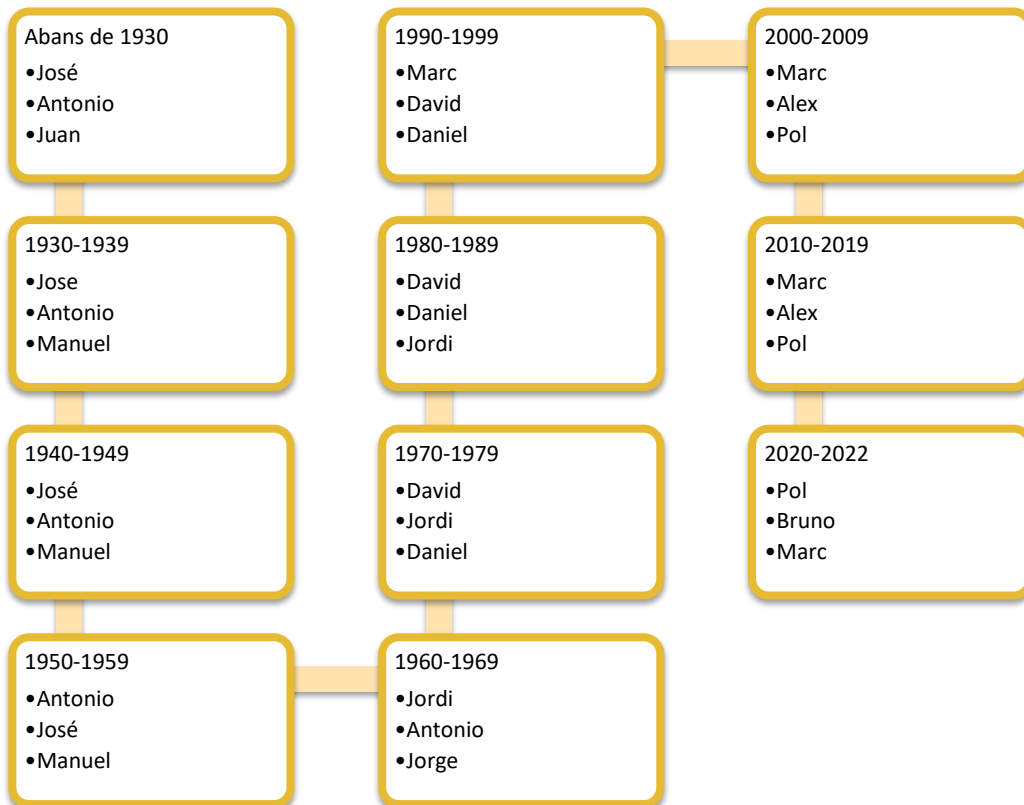 Abans de 1930
•José
•Antonio
•Juan
1930-1939
•Jose
•Antonio
•Manuel
1940-1949
•José
•Antonio
•Manuel
1950-1959
•Antonio
•José
•Manuel
1960-1969
•Jordi
•Antonio
•Jorge
1970-1979
•David
•Jordi
•Daniel
1980-1989
•David
•Daniel
•Jordi
1990-1999
•Marc
•David
•Daniel
2000-2009
•Marc
•Alex
•Pol
2010-2019
•Marc
•Alex
•Pol
2020-2022
•Pol
•Bruno
•Marc